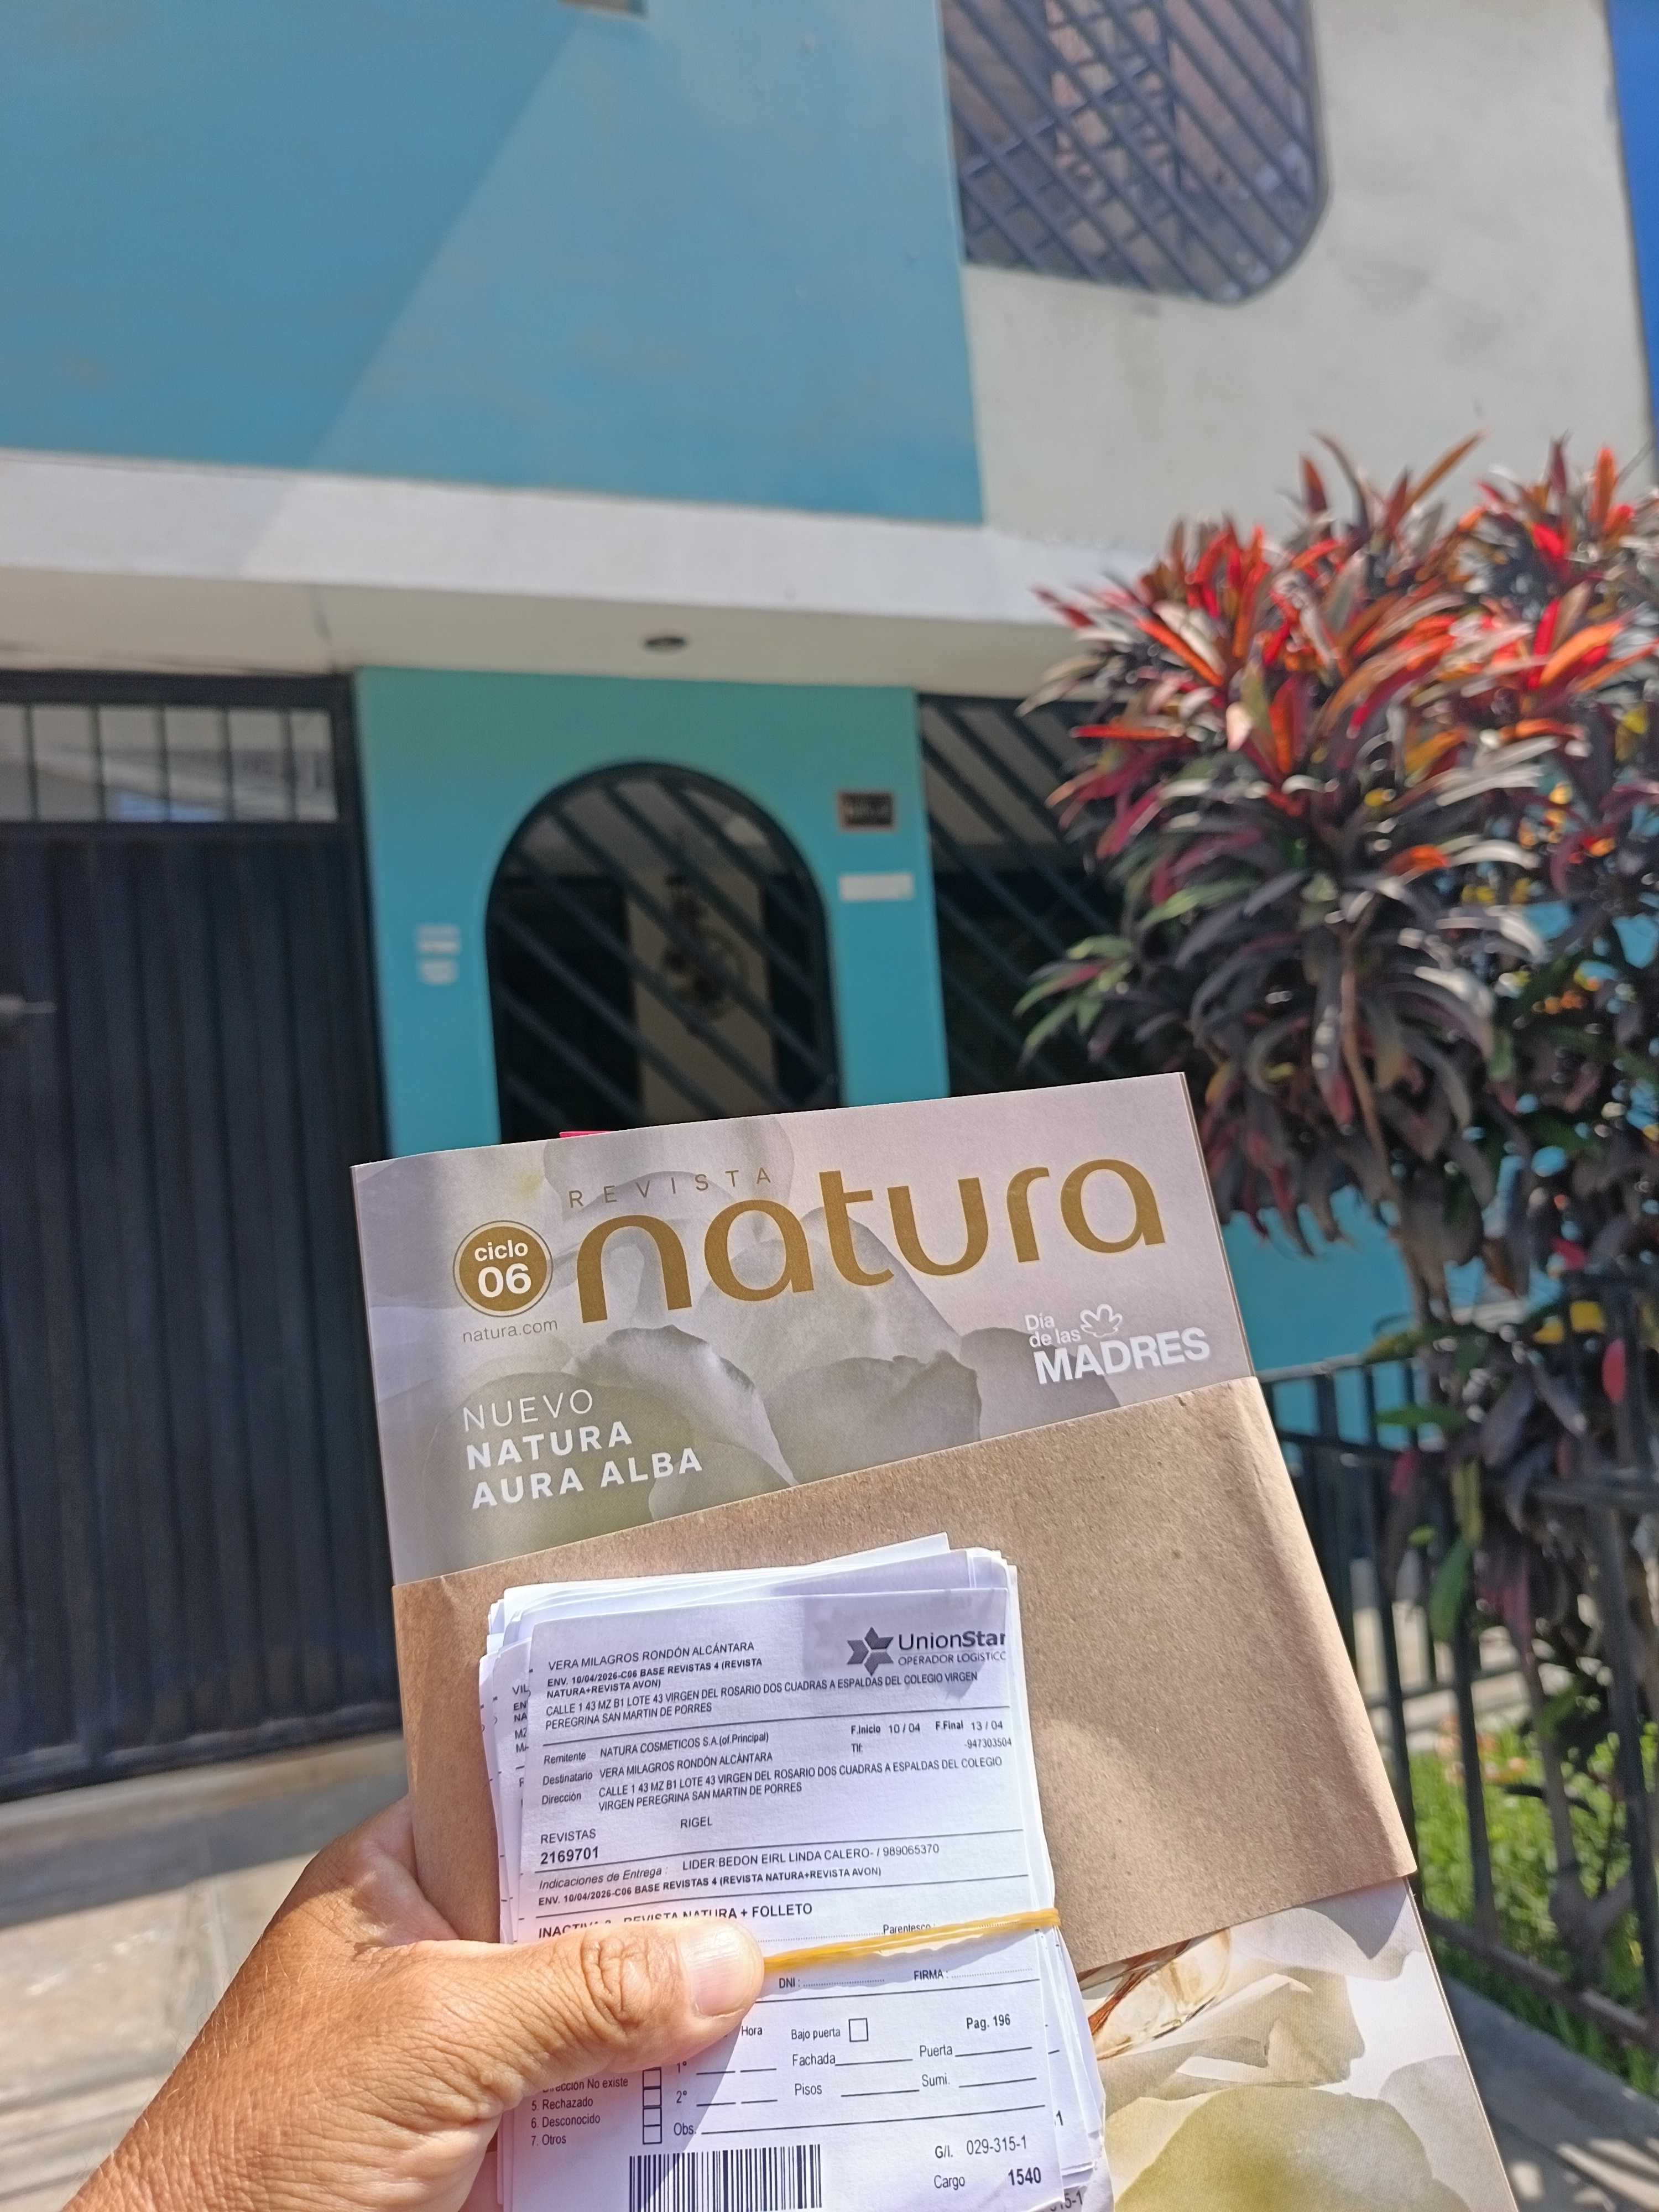 REVISTA
natura
ciclo
06
natura.com
Día
de las
MADRES
NUEVO
NATURA
AURA ALBA
UnionStar
OPERADOR LOGISTICO
VERA MILAGROS RONDÓN ALCÁNTARA
ENV. 10/04/2026-C06 BASE REVISTAS 4 (REVISTA
NATURA+REVISTA AVON)
CALLE 1 43 MZ B1 LOTE 43 VIRGEN DEL ROSARIO DOS CUADRAS A ESPALDAS DEL COLEGIO VIRGEN
PEREGRINA SAN MARTIN DE PORRES
Remitente NATURA COSMETICOS S.A.(of.Principal) F.Inicio 10 / 04 F.Final 13 / 04
Destinatario VERA MILAGROS RONDÓN ALCÁNTARA Tlf: -947303504
Dirección CALLE 1 43 MZ B1 LOTE 43 VIRGEN DEL ROSARIO DOS CUADRAS A ESPALDAS DEL COLEGIO
VIRGEN PEREGRINA SAN MARTIN DE PORRES
REVISTAS RIGEL
2169701
Indicaciones de Entrega : LIDER BEDON EIRL LINDA CALERO- / 989065370
ENV. 10/04/2026-C06 BASE REVISTAS 4 (REVISTA NATURA+REVISTA AVON)
REVISTA NATURA + FOLLETO
Parentesco:
DNI : FIRMA :
Hora Bajo puerta Pag. 196
1° Fachada Puerta
Dirección No existe
2° Pisos Sumi.
5. Rechazado
6. Desconocido Obs.
7. Otros
G/I. 029-315-1
Cargo 1540